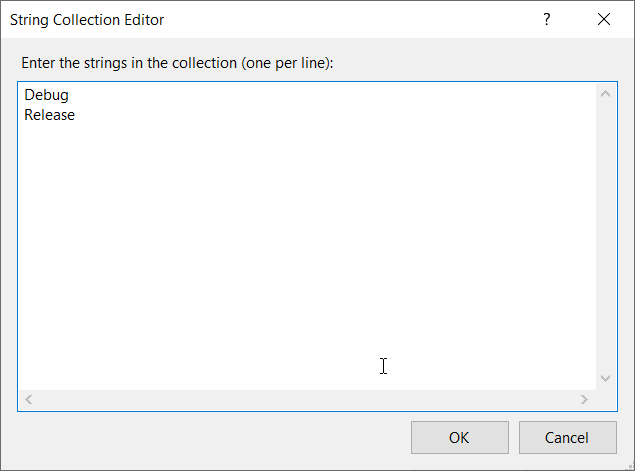 String Collection Editor
?
Enter the strings in the collection (one per line):
Debug
Release
OK
Cancel